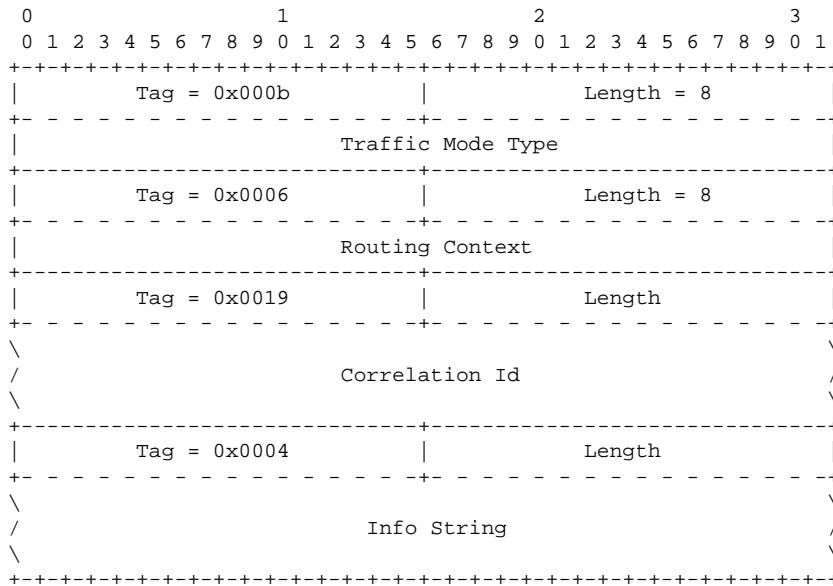 0                   1                   2                   3
0 1 2 3 4 5 6 7 8 9 0 1 2 3 4 5 6 7 8 9 0 1 2 3 4 5 6 7 8 9 0 1
+-+-+-+-+-+-+-+-+-+-+-+-+-+-+-+-+-+-+-+-+-+-+-+-+-+-+-+-+-+-+-+-
|         Tag = 0x000b          |            Length = 8         |
+- - - - - - - - - - - - - - - -+- - - - - - - - - - - - - - - --
|                         Traffic Mode Type                     |
+-------------------------------+--------------------------------
|         Tag = 0x0006          |            Length = 8         |
+- - - - - - - - - - - - - - - -+- - - - - - - - - - - - - - - --
|                         Routing Context                       |
+-------------------------------+--------------------------------
|         Tag = 0x0019          |            Length             |
+- - - - - - - - - - - - - - - -+- - - - - - - - - - - - - - - --
\                                                               \
/                         Correlation Id                        /
\                                                               \
+-------------------------------+--------------------------------
|         Tag = 0x0004          |            Length             |
+- - - - - - - - - - - - - - - -+- - - - - - - - - - - - - - - --
\                                                               \
/                           Info String                         /
\                                                               \
+-+-+-+-+-+-+-+-+-+-+-+-+-+-+-+-+-+-+-+-+-+-+-+-+-+-+-+-+-+-+-+-